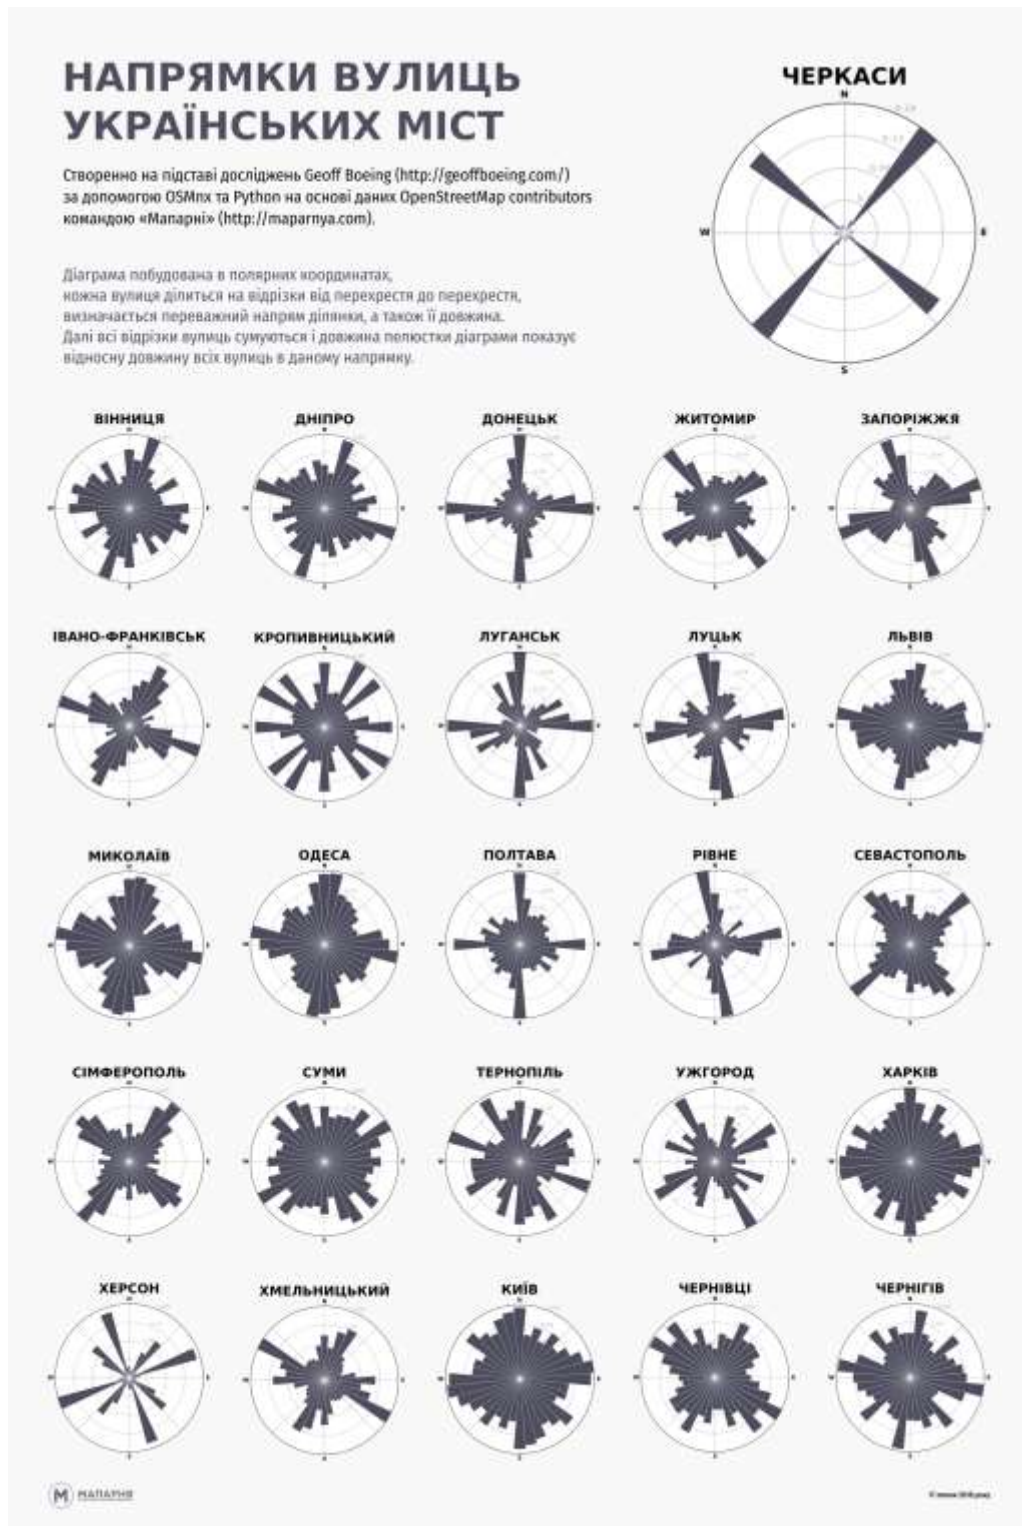 НАПРЯМКИ ВУЛИЦЬ
УКРАЇНСЬКИХ МІСТ
Створенно на підставі досліджень Geoff Boeing (http://geoffboeing.com/)
за допомогою OSMnx та Python на основі даних OpenStreetMap contributors
командою «Мапарні» (http://maparnya.com).
Діаграма побудована в полярних координатах,
кожна вулиця ділиться на відрізки від перехрестя до перехрестя,
визначається переважний напрям ділянки, а також її довжина.
Далі всі відрізки вулиць сумуються і довжина пелюстки діаграми показує
відносну довжину всіх вулиць в даному напрямку.
ЧЕРКАСИ
N
W
E
S
ВІННИЦЯ
ДНІПРО
ДОНЕЦЬК
ЖИТОМИР
ЗАПОРІЖЖЯ
ІВАНО-ФРАНКІВСЬК
КРОПИВНИЦЬКИЙ
ЛУГАНСЬК
ЛУЦЬК
ЛЬВІВ
МИКОЛАЇВ
ОДЕСА
ПОЛТАВА
РІВНЕ
СЕВАСТОПОЛЬ
СІМФЕРОПОЛЬ
СУМИ
ТЕРНОПІЛЬ
УЖГОРОД
ХАРКІВ
ХЕРСОН
ХМЕЛЬНИЦЬКИЙ
КИЇВ
ЧЕРНІВЦІ
ЧЕРНІГІВ
М МАПАРНЯ